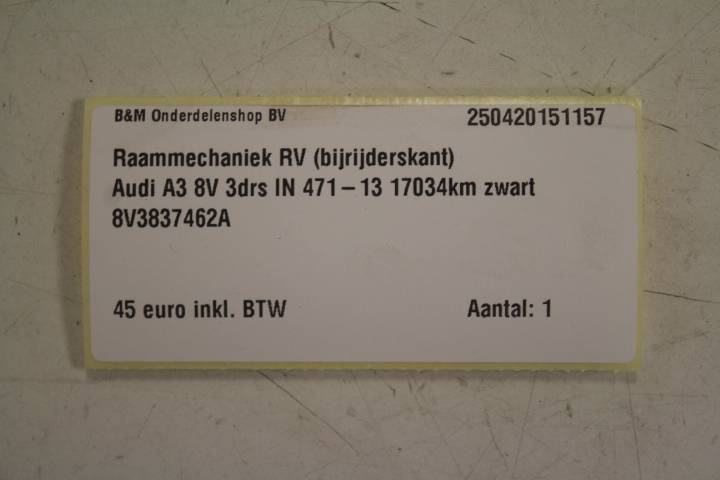 B&M Onderdelenshop BV 250420151157
Raammechaniek RV (bijrijderskant)
Audi A3 8V 3drs IN 471-13 17034km zwart
8V3837462A
45 euro inkl. BTW Aantal: 1